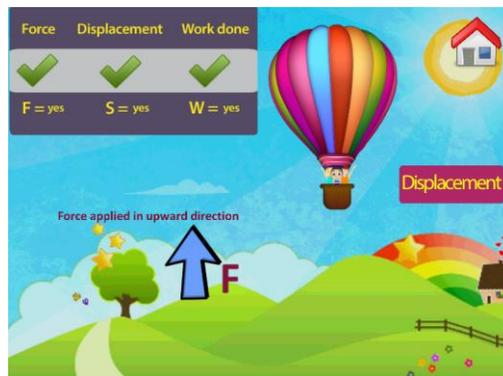 Force Displacement Work done
F = yes S = yes W = yes
Displacement
Force applied in upward direction
F